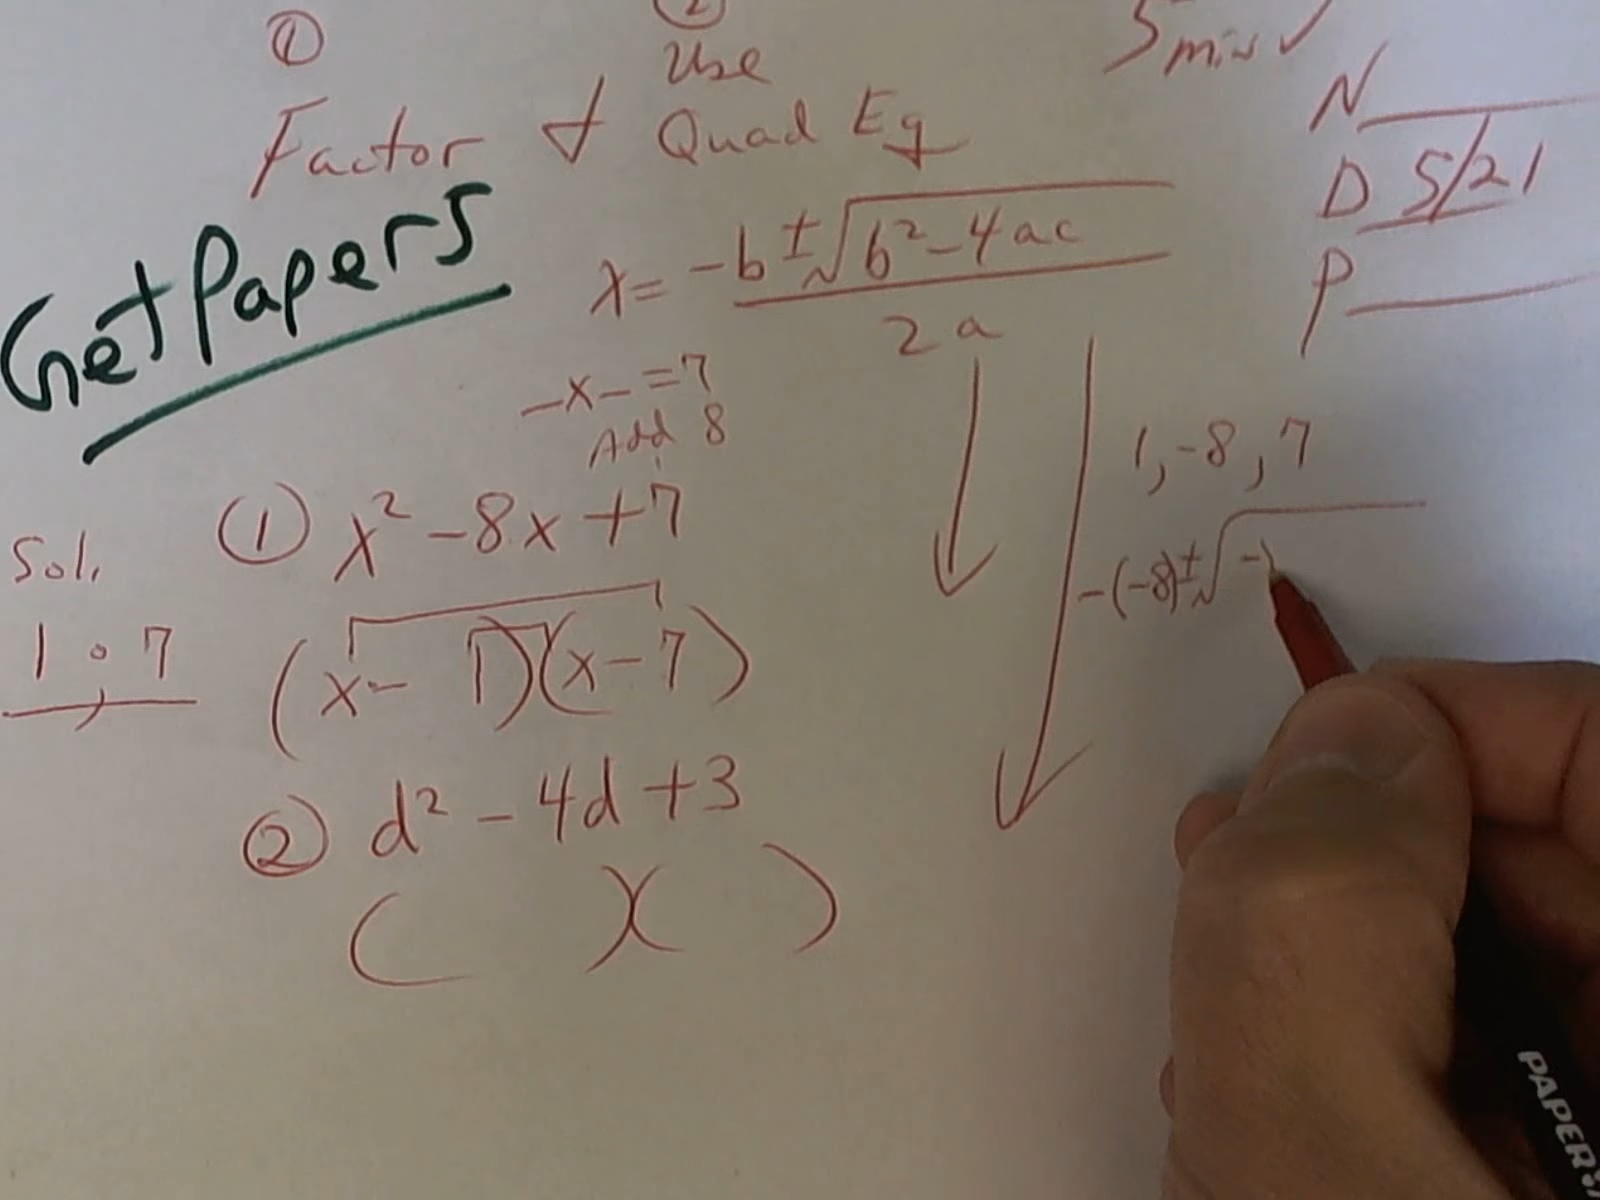 ①
②
Use
Factor & Quad Eq
5 min ✓
N
D 5/21
P
Get Papers
x = -b ± √b² - 4ac
2a
_ x _ = 7
Add 8
① x² - 8x + 7
Sol.
1, 7
(x - 1)(x - 7)
② d² - 4d + 3
( )( )
1, -8, 7
-(-8) ± √-
PAPER